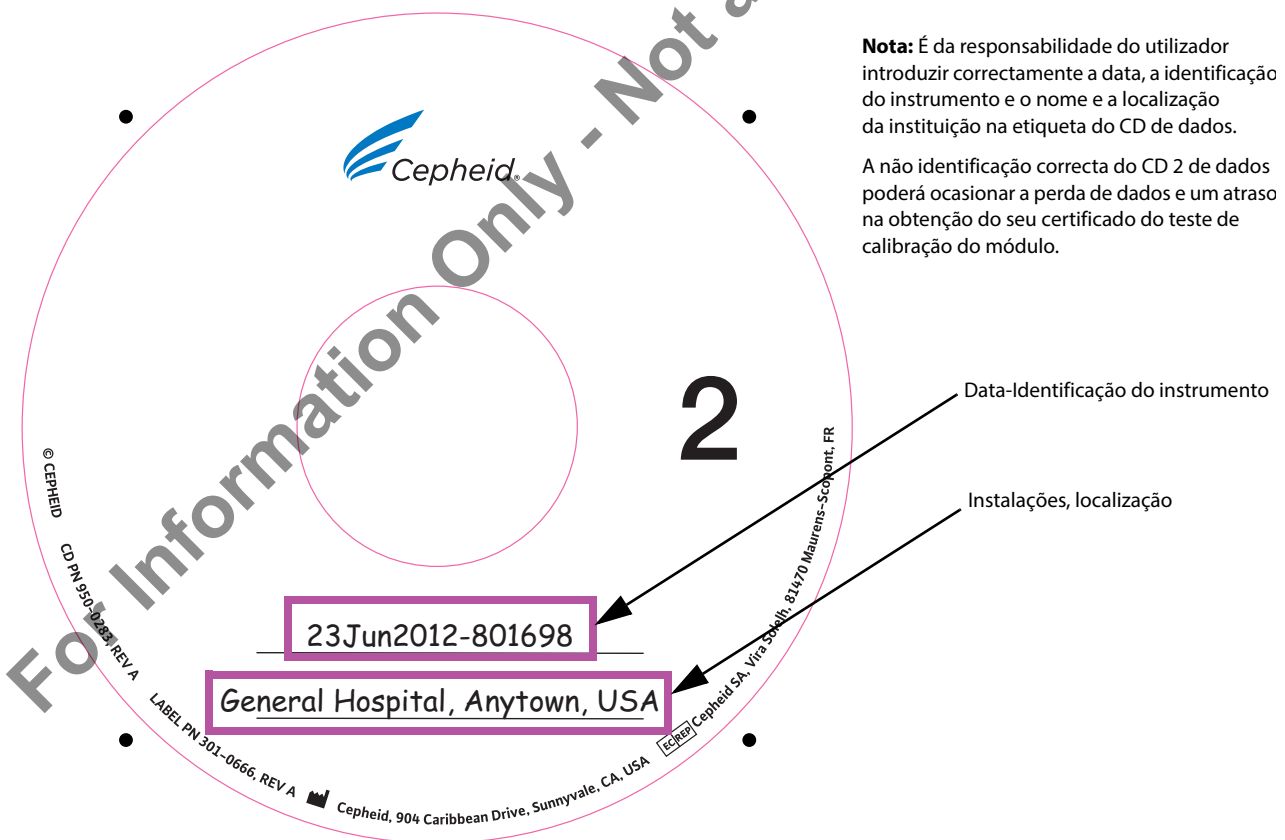 For Information Only - Not a
Nota: É da responsabilidade do utilizador
introduzir correctamente a data, a identificação
do instrumento e o nome e a localização
da instituição na etiqueta do CD de dados.
A não identificação correcta do CD 2 de dados
poderá ocasionar a perda de dados e um atraso
na obtenção do seu certificado do teste de
calibração do módulo.
Cepheid®
2
Data-Identificação do instrumento
Instalações, localização
23Jun2012-801698
General Hospital, Anytown, USA
© CEPHEID CD PN 950-0283, REV A LABEL PN 301-0666, REV A Cepheid, 904 Caribbean Drive, Sunnyvale, CA, USA EC REP Cepheid SA, Vira Solelh, 81470 Maurens-Scopont, FR